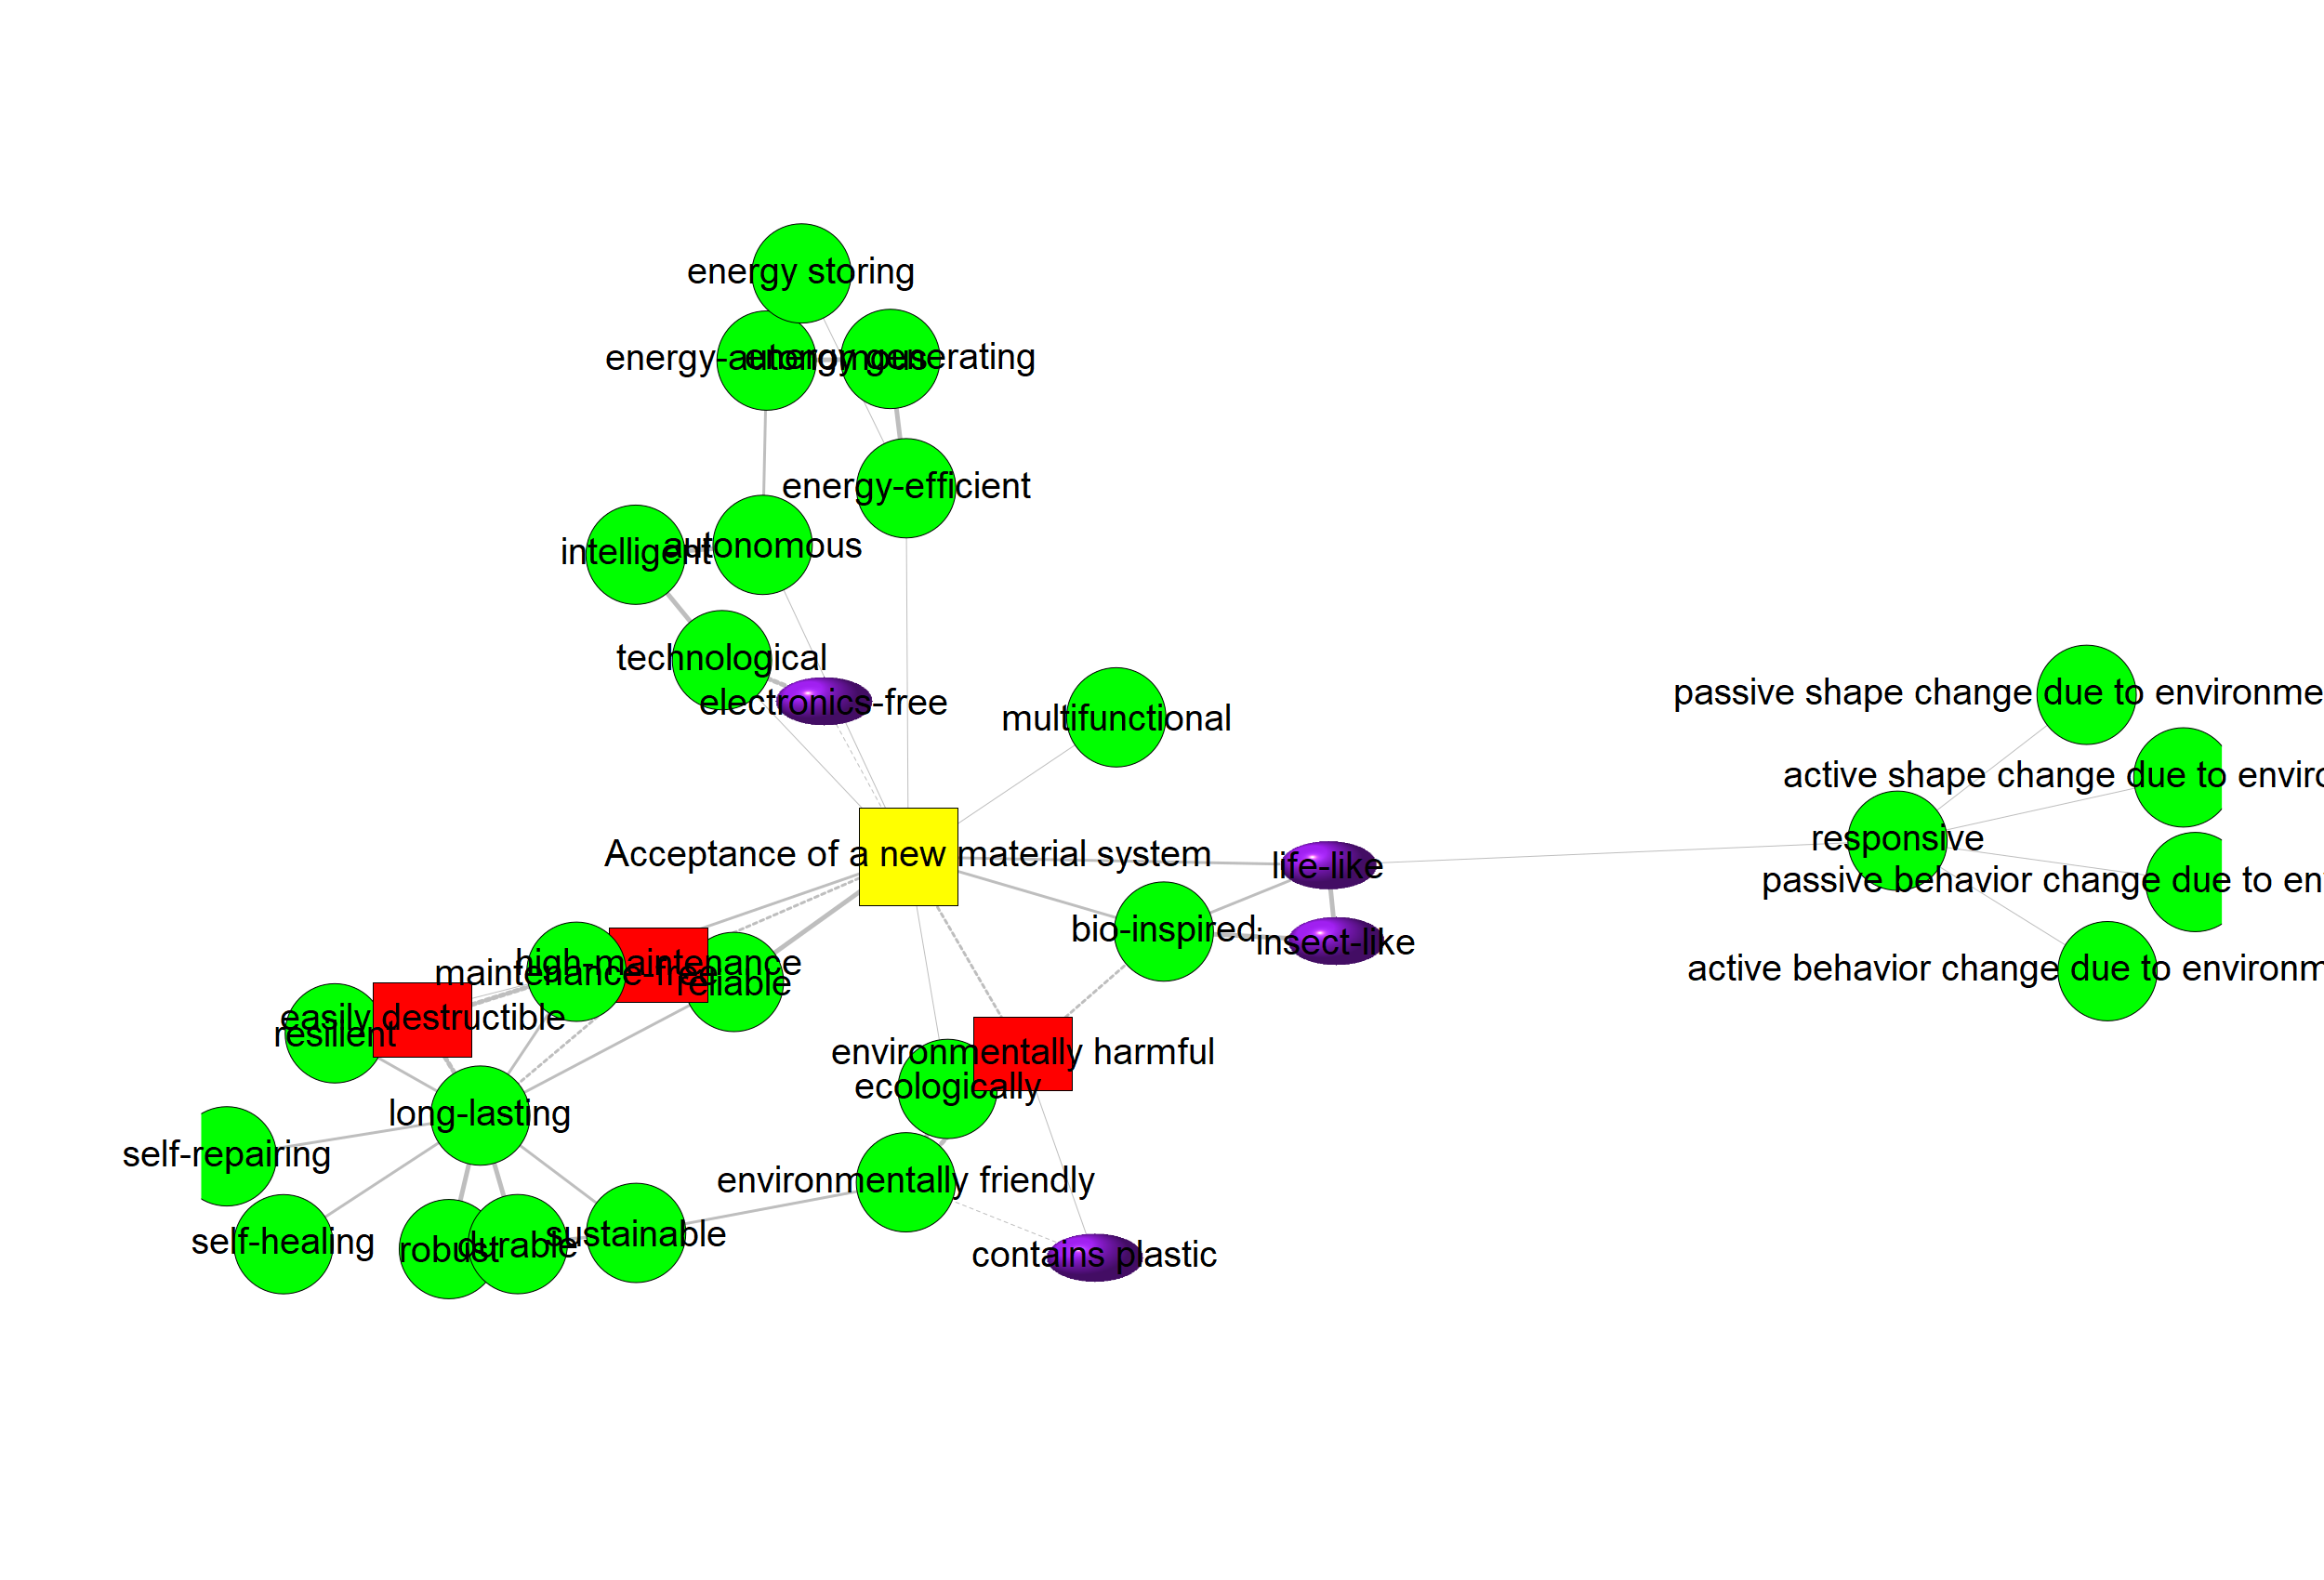 energy storing
energy-autonomous
energy generating
energy-efficient
intelligent
autonomous
technological
electronics-free
multifunctional
passive shape change due to environme
active shape change due to enviro
responsive
Acceptance of a new material system
life-like
passive behavior change due to en
bio-inspired
insect-like
high-maintenance
maintenance-free
reliable
active behavior change due to environm
easily destructible
resilient
environmentally harmful
ecologically
long-lasting
self-repairing
environmentally friendly
self-healing
robust
durable
sustainable
contains plastic